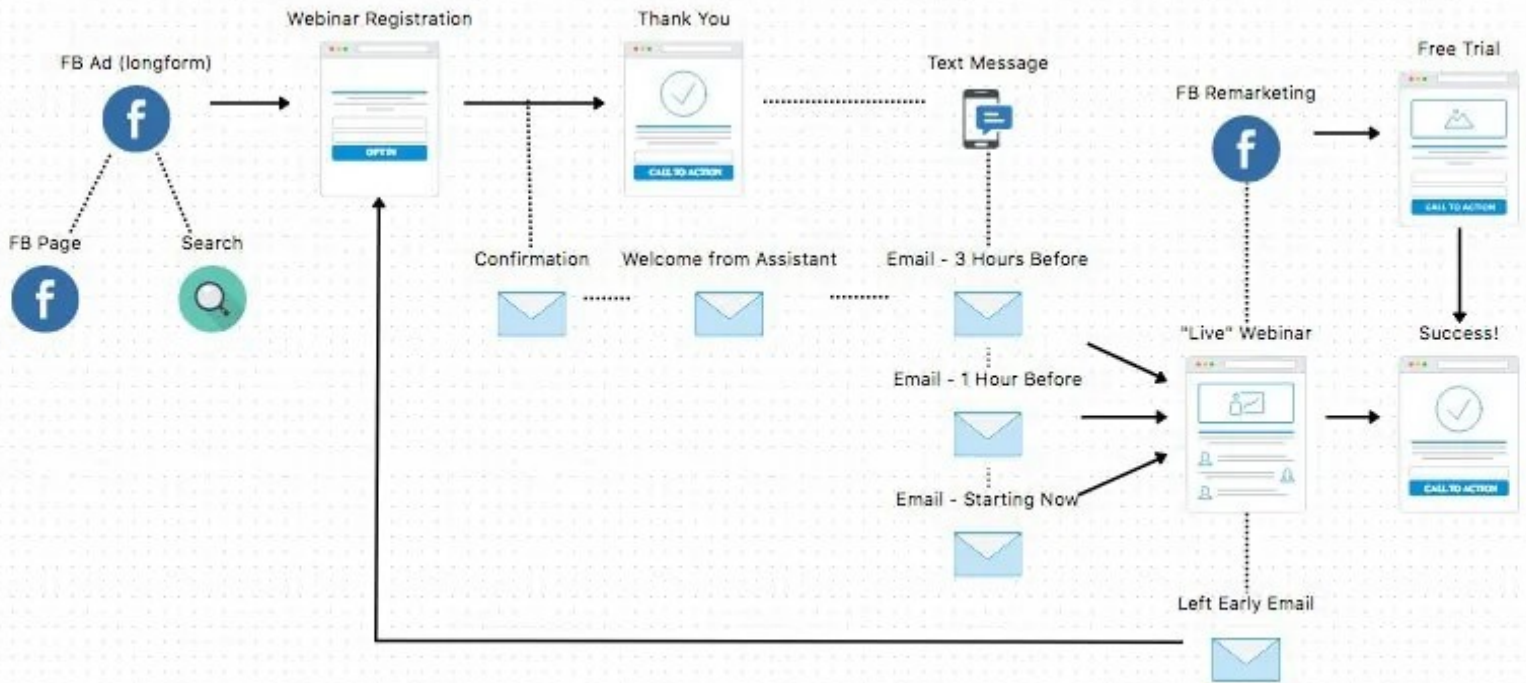 Webinar Registration
Thank You
FB Ad (longform)
Text Message
Free Trial
FB Remarketing
OPT IN
CALL TO ACTION
CALL TO ACTION
FB Page
Search
Confirmation
Welcome from Assistant
Email - 3 Hours Before
"Live" Webinar
Success!
Email - 1 Hour Before
CALL TO ACTION
Email - Starting Now
Left Early Email